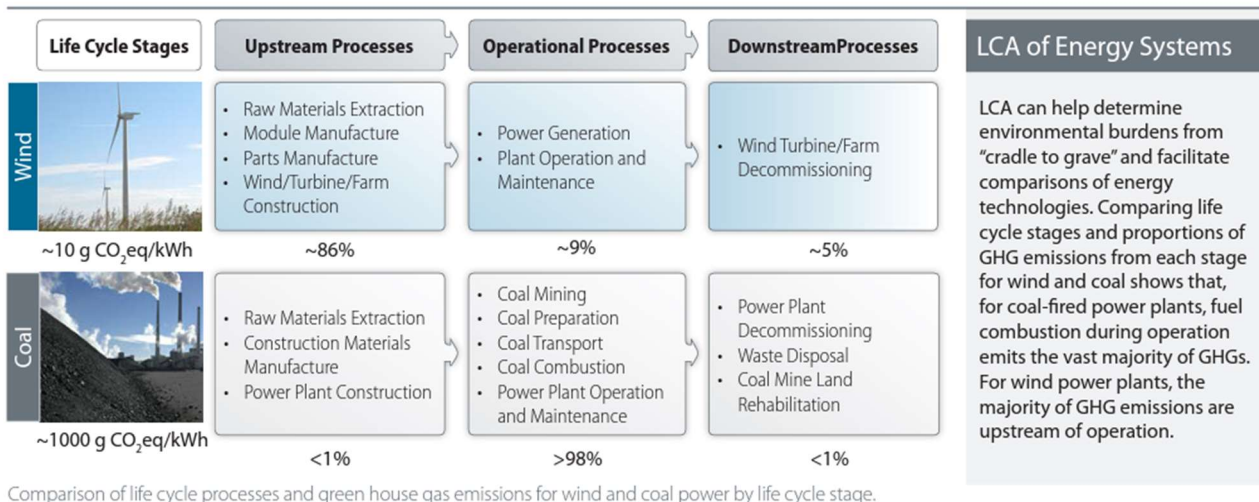 Life Cycle Stages
Upstream Processes
Operational Processes
DownstreamProcesses
Wind
~10 g CO₂eq/kWh
• Raw Materials Extraction
• Module Manufacture
• Parts Manufacture
• Wind/Turbine/Farm
Construction
~86%
• Power Generation
• Plant Operation and
Maintenance
~9%
• Wind Turbine/Farm
Decommissioning
~5%
Coal
~1000 g CO₂eq/kWh
• Raw Materials Extraction
• Construction Materials
Manufacture
• Power Plant Construction
<1%
• Coal Mining
• Coal Preparation
• Coal Transport
• Coal Combustion
• Power Plant Operation
and Maintenance
>98%
• Power Plant
Decommissioning
• Waste Disposal
• Coal Mine Land
Rehabilitation
<1%
Comparison of life cycle processes and green house gas emissions for wind and coal power by life cycle stage.
LCA of Energy Systems
LCA can help determine
environmental burdens from
“cradle to grave” and facilitate
comparisons of energy
technologies. Comparing life
cycle stages and proportions of
GHG emissions from each stage
for wind and coal shows that,
for coal-fired power plants, fuel
combustion during operation
emits the vast majority of GHGs.
For wind power plants, the
majority of GHG emissions are
upstream of operation.